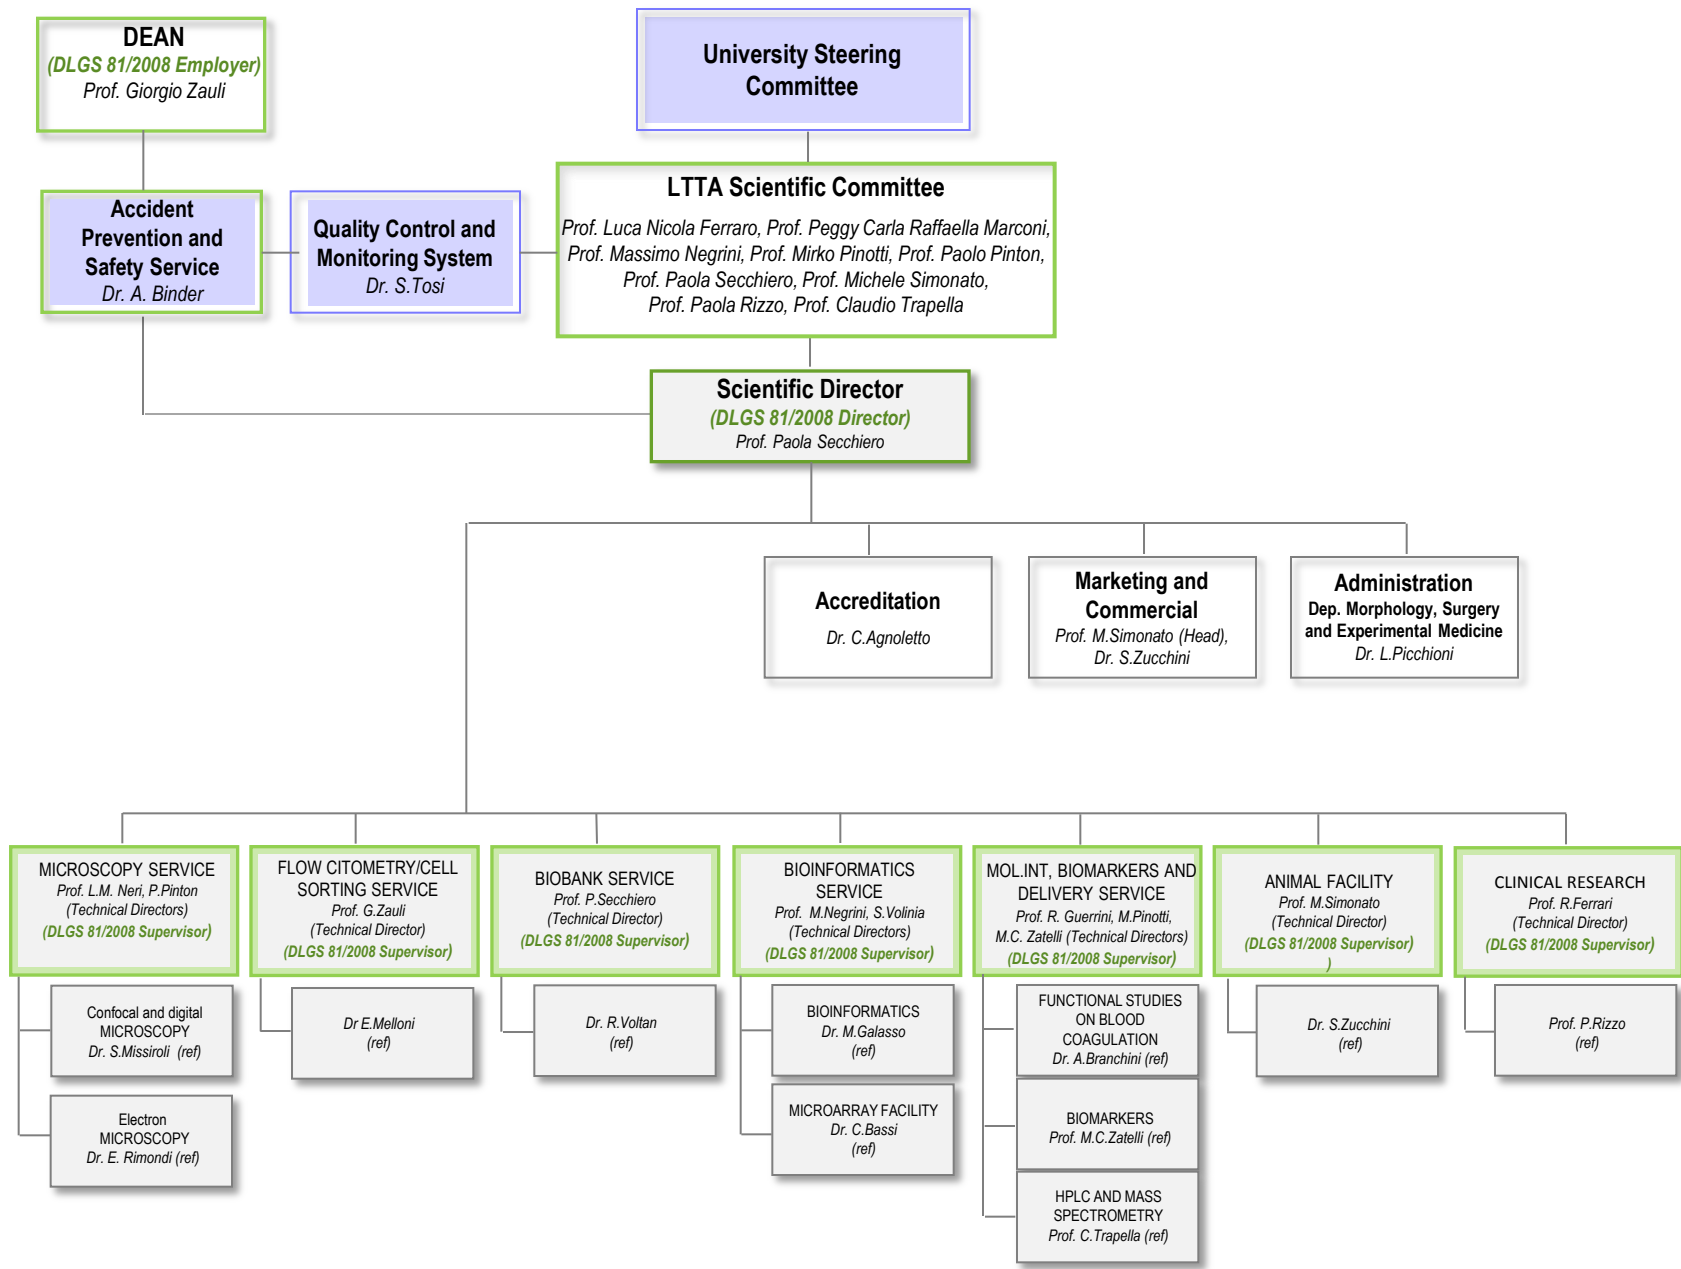 DEAN
(DLGS 81/2008 Employer)
Prof. Giorgio Zauli
University Steering
Committee
Accident
Prevention and
Safety Service
Dr. A. Binder
Quality Control and
Monitoring System
Dr. S.Tosi
LTTA Scientific Committee
Prof. Luca Nicola Ferraro, Prof. Peggy Carla Raffaella Marconi,
Prof. Massimo Negrini, Prof. Mirko Pinotti, Prof. Paolo Pinton,
Prof. Paola Secchiero, Prof. Michele Simonato,
Prof. Paola Rizzo, Prof. Claudio Trapella
Scientific Director
(DLGS 81/2008 Director)
Prof. Paola Secchiero
Accreditation
Dr. C.Agnoletto
Marketing and
Commercial
Prof. M.Simonato (Head),
Dr. S.Zucchini
Administration
Dep. Morphology, Surgery
and Experimental Medicine
Dr. L.Picchioni
MICROSCOPY SERVICE
Prof. L.M. Neri, P.Pinton
(Technical Directors)
(DLGS 81/2008 Supervisor)
FLOW CITOMETRY/CELL
SORTING SERVICE
Prof. G.Zauli
(Technical Director)
(DLGS 81/2008 Supervisor)
BIOBANK SERVICE
Prof. P.Secchiero
(Technical Director)
(DLGS 81/2008 Supervisor)
BIOINFORMATICS
SERVICE
Prof. M.Negrini, S.Volinia
(Technical Directors)
(DLGS 81/2008 Supervisor)
MOL.INT, BIOMARKERS AND
DELIVERY SERVICE
Prof. R. Guerrini, M.Pinotti,
M.C. Zatelli (Technical Directors)
(DLGS 81/2008 Supervisor)
ANIMAL FACILITY
Prof. M.Simonato
(Technical Director)
(DLGS 81/2008 Supervisor)
)
CLINICAL RESEARCH
Prof. R.Ferrari
(Technical Director)
(DLGS 81/2008 Supervisor)
Confocal and digital
MICROSCOPY
Dr. S.Missiroli (ref)
Electron
MICROSCOPY
Dr. E. Rimondi (ref)
Dr E.Melloni
(ref)
Dr. R.Voltan
(ref)
BIOINFORMATICS
Dr. M.Galasso
(ref)
MICROARRAY FACILITY
Dr. C.Bassi
(ref)
FUNCTIONAL STUDIES
ON BLOOD
COAGULATION
Dr. A.Branchini (ref)
BIOMARKERS
Prof. M.C.Zatelli (ref)
HPLC AND MASS
SPECTROMETRY
Prof. C.Trapella (ref)
Dr. S.Zucchini
(ref)
Prof. P.Rizzo
(ref)